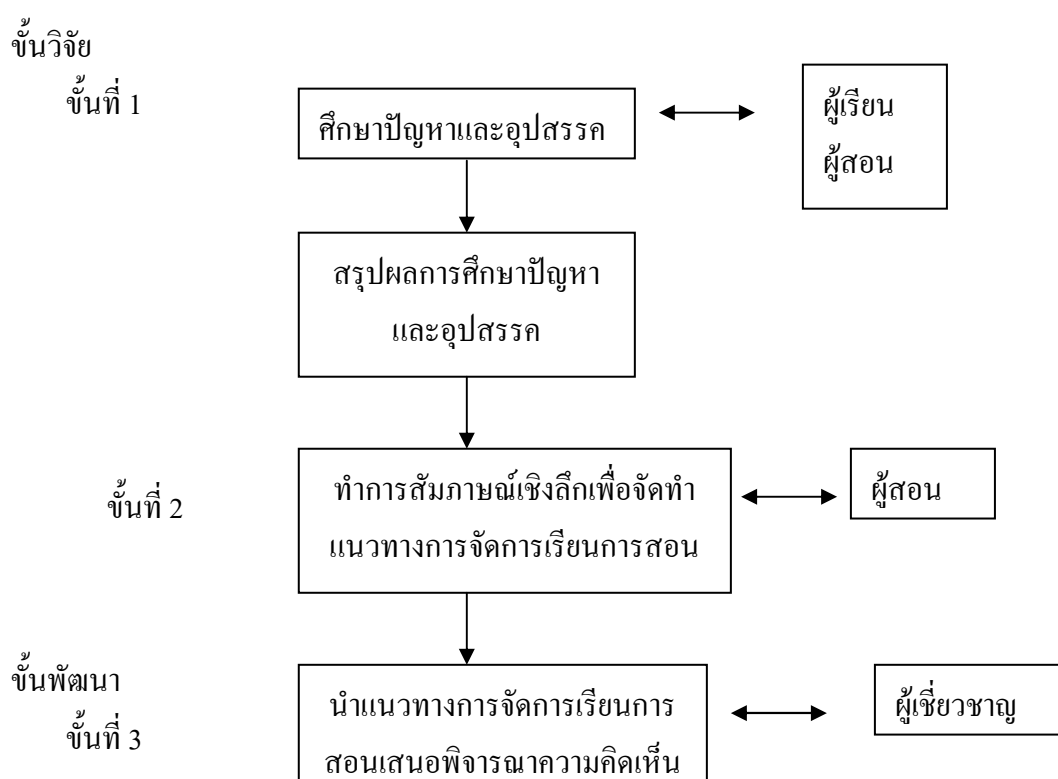 ขั้นวิจัย
ขั้นที่ 1
ศึกษาปัญหาและอุปสรรค
ผู้เรียน
ผู้สอน
สรุปผลการศึกษาปัญหา
และอุปสรรค
ขั้นที่ 2
ทำการสัมภาษณ์เชิงลึกเพื่อจัดทำ
แนวทางการจัดการเรียนการสอน
ผู้สอน
ขั้นพัฒนา
ขั้นที่ 3
นำแนวทางการจัดการเรียนการ
สอนเสนอพิจารณาความคิดเห็น
ผู้เชี่ยวชาญ